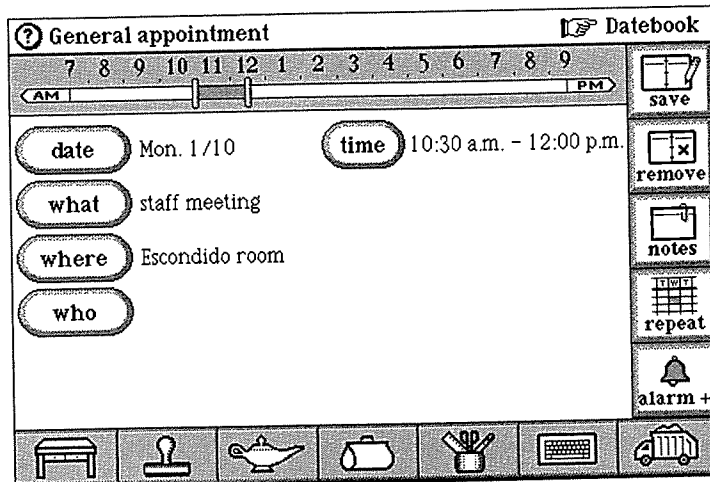 ? General appointment Datebook
7 8 9 10 11 12 1 2 3 4 5 6 7 8 9
AM PM
save
date Mon. 1/10 time 10:30 a.m. - 12:00 p.m.
remove
what staff meeting
notes
where Escondido room
who
T W T
repeat
alarm +